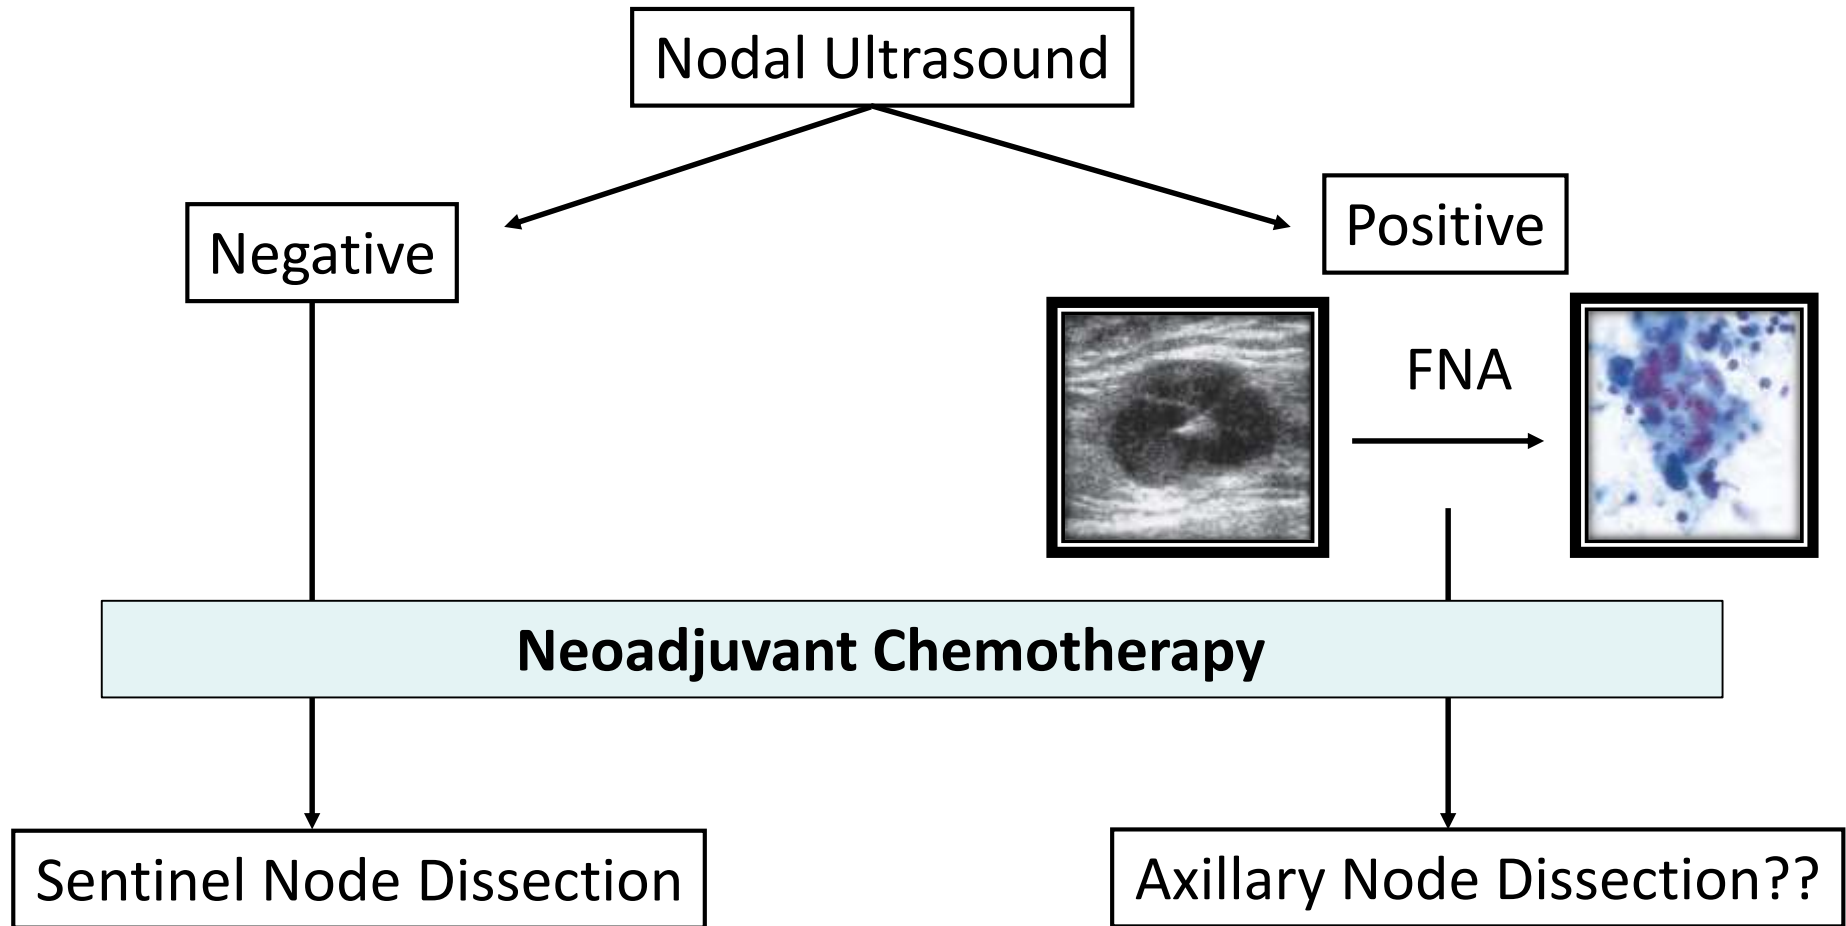 Nodal Ultrasound
Negative
Positive
FNA
Neoadjuvant Chemotherapy
Sentinel Node Dissection
Axillary Node Dissection??